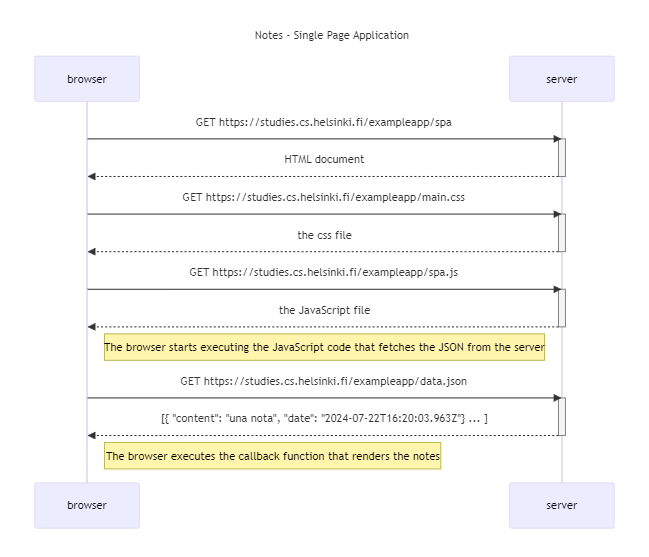 Notes - Single Page Application
browser
server
GET https://studies.cs.helsinki.fi/exampleapp/spa
HTML document
GET https://studies.cs.helsinki.fi/exampleapp/main.css
the css file
GET https://studies.cs.helsinki.fi/exampleapp/spa.js
the JavaScript file
The browser starts executing the JavaScript code that fetches the JSON from the server
GET https://studies.cs.helsinki.fi/exampleapp/data.json
[{ "content": "una nota", "date": "2024-07-22T16:20:03.963Z"} ... ]
The browser executes the callback function that renders the notes
browser
server